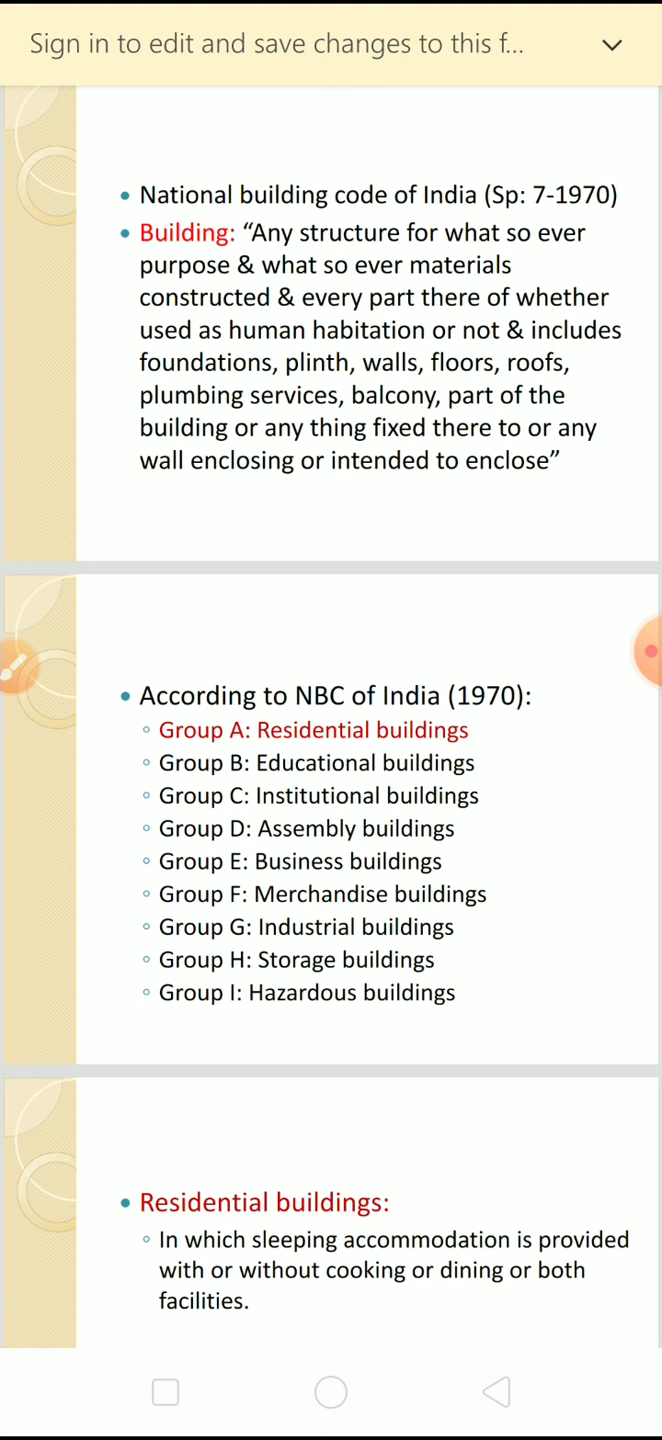 Sign in to edit and save changes to this f...
• National building code of India (Sp: 7-1970)
• Building: “Any structure for what so ever
purpose & what so ever materials
constructed & every part there of whether
used as human habitation or not & includes
foundations, plinth, walls, floors, roofs,
plumbing services, balcony, part of the
building or any thing fixed there to or any
wall enclosing or intended to enclose”
• According to NBC of India (1970):
◦ Group A: Residential buildings
◦ Group B: Educational buildings
◦ Group C: Institutional buildings
◦ Group D: Assembly buildings
◦ Group E: Business buildings
◦ Group F: Merchandise buildings
◦ Group G: Industrial buildings
◦ Group H: Storage buildings
◦ Group I: Hazardous buildings
• Residential buildings:
◦ In which sleeping accommodation is provided
with or without cooking or dining or both
facilities.